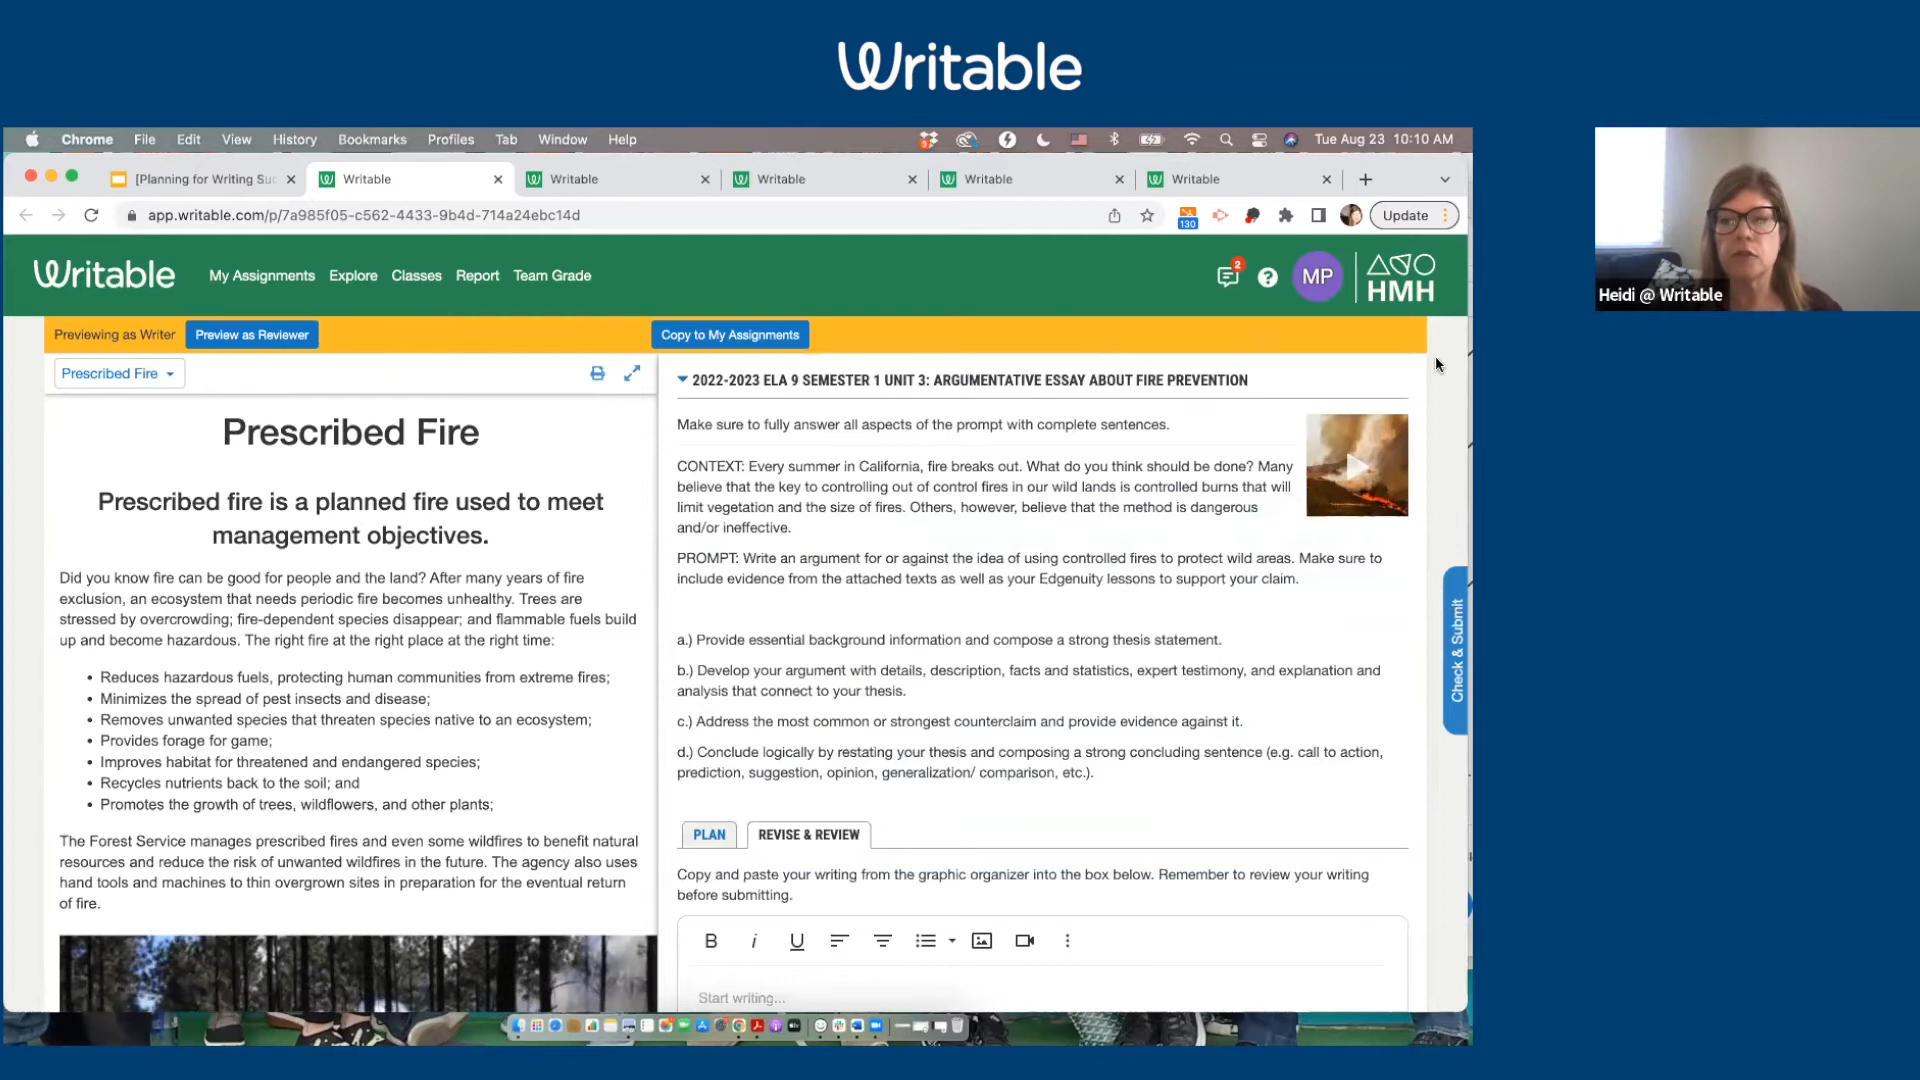 Writable
Chrome File Edit View History Bookmarks Profiles Tab Window Help
Tue Aug 23 10:10 AM
[Planning for Writing Suc
Writable
Writable
Writable
Writable
Writable
app.writable.com/p/7a985f05-c562-4433-9b4d-714a24ebc14d
130
Update
Writable
My Assignments Explore Classes Report Team Grade
2
MP
HMH
Heidi @ Writable
Previewing as Writer
Preview as Reviewer
Copy to My Assignments
Prescribed Fire
Prescribed Fire
Prescribed fire is a planned fire used to meet
management objectives.
Did you know fire can be good for people and the land? After many years of fire
exclusion, an ecosystem that needs periodic fire becomes unhealthy. Trees are
stressed by overcrowding; fire-dependent species disappear; and flammable fuels build
up and become hazardous. The right fire at the right place at the right time:
• Reduces hazardous fuels, protecting human communities from extreme fires;
• Minimizes the spread of pest insects and disease;
• Removes unwanted species that threaten species native to an ecosystem;
• Provides forage for game;
• Improves habitat for threatened and endangered species;
• Recycles nutrients back to the soil; and
• Promotes the growth of trees, wildflowers, and other plants;
The Forest Service manages prescribed fires and even some wildfires to benefit natural
resources and reduce the risk of unwanted wildfires in the future. The agency also uses
hand tools and machines to thin overgrown sites in preparation for the eventual return
of fire.
2022-2023 ELA 9 SEMESTER 1 UNIT 3: ARGUMENTATIVE ESSAY ABOUT FIRE PREVENTION
Make sure to fully answer all aspects of the prompt with complete sentences.
CONTEXT: Every summer in California, fire breaks out. What do you think should be done? Many
believe that the key to controlling out of control fires in our wild lands is controlled burns that will
limit vegetation and the size of fires. Others, however, believe that the method is dangerous
and/or ineffective.
PROMPT: Write an argument for or against the idea of using controlled fires to protect wild areas. Make sure to
include evidence from the attached texts as well as your Edgenuity lessons to support your claim.
a.) Provide essential background information and compose a strong thesis statement.
b.) Develop your argument with details, description, facts and statistics, expert testimony, and explanation and
analysis that connect to your thesis.
c.) Address the most common or strongest counterclaim and provide evidence against it.
d.) Conclude logically by restating your thesis and composing a strong concluding sentence (e.g. call to action,
prediction, suggestion, opinion, generalization/ comparison, etc.).
PLAN
REVISE & REVIEW
Copy and paste your writing from the graphic organizer into the box below. Remember to review your writing
before submitting.
B i U
Start writing...
Check & Submit